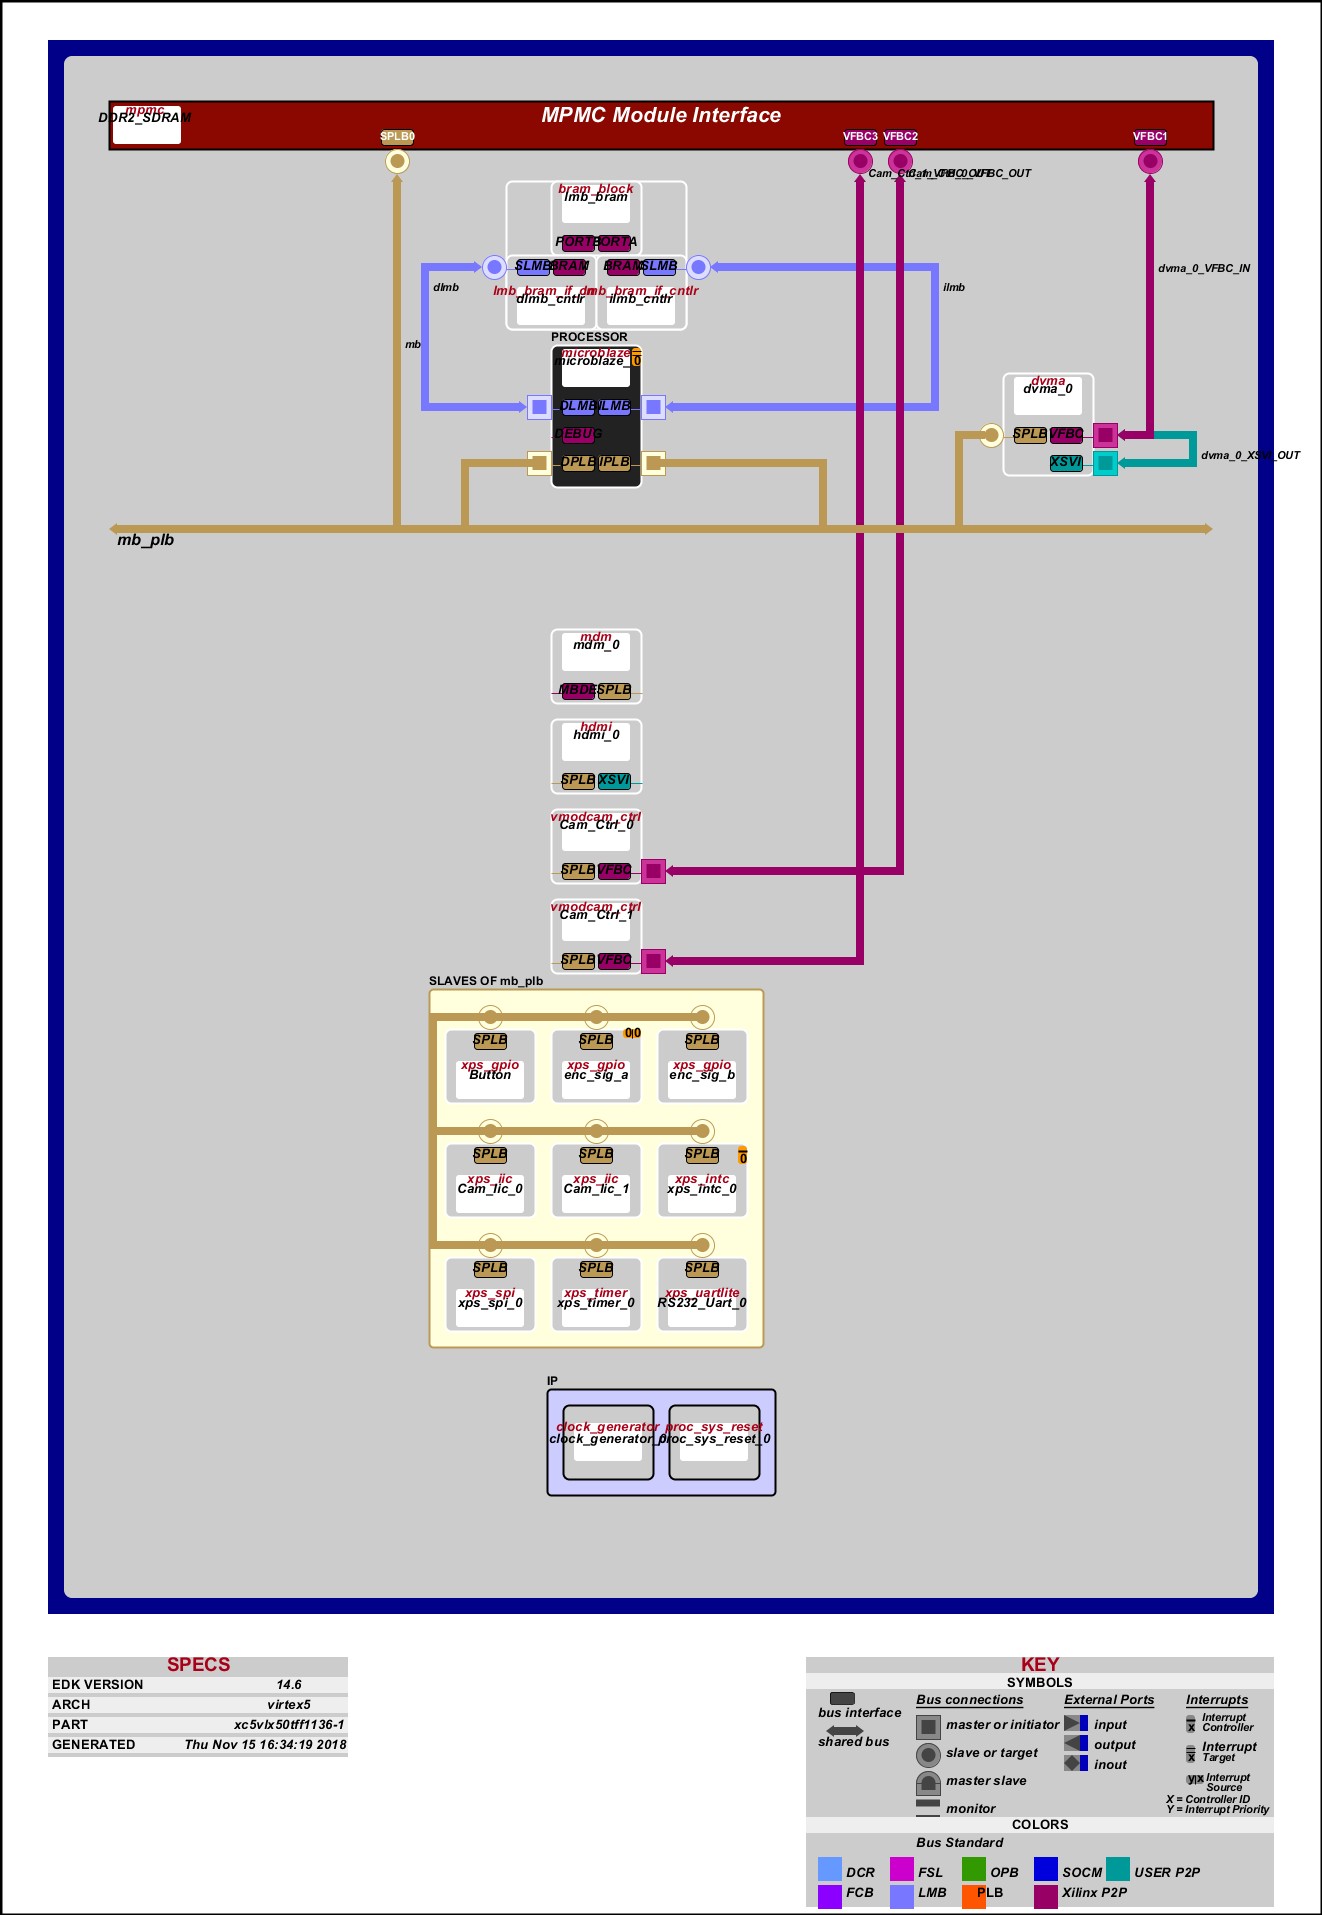 MPMC Module Interface
mpmc
DDR2_SDRAM
SPLB0
VFBC3
VFBC2
VFBC1
Cam_Ctrl_1_VFBC_OUT
Cam_Ctrl_0_VFBC_OUT
bram_block
lmb_bram
PORTB
PORTA
SLMB
BRAM
BRAM
SLMB
dvma_0_VFBC_IN
dlmb
lmb_bram_if_cntlr
lmb_bram_if_cntlr
ilmb
dlmb_cntlr
ilmb_cntlr
PROCESSOR
mb
microblaze
microblaze_0
0
DLMB
ILMB
DEBUG
DPLB
IPLB
dvma
dvma_0
SPLB
VFBC
XSVI
dvma_0_XSVI_OUT
mb_plb
mdm
mdm_0
MBDE
SPLB
hdmi
hdmi_0
SPLB
XSVI
vmodcam_ctrl
Cam_Ctrl_0
SPLB
VFBC
vmodcam_ctrl
Cam_Ctrl_1
SPLB
VFBC
SLAVES OF mb_plb
SPLB
SPLB
0|0
SPLB
xps_gpio
xps_gpio
xps_gpio
Button
enc_sig_a
enc_sig_b
SPLB
SPLB
SPLB
0
xps_iic
xps_iic
xps_intc
Cam_Iic_0
Cam_Iic_1
xps_intc_0
SPLB
SPLB
SPLB
xps_spi
xps_timer
xps_uartlite
xps_spi_0
xps_timer_0
RS232_Uart_0
IP
clock_generator
proc_sys_reset
clock_generator_0
proc_sys_reset_0
SPECS
EDK VERSION 14.6
ARCH virtex5
PART xc5vlx50tff1136-1
GENERATED Thu Nov 15 16:34:19 2018
KEY
SYMBOLS
bus interface
shared bus
Bus connections
master or initiator
slave or target
master slave
monitor
External Ports
input
output
inout
Interrupts
x
Interrupt
Controller
x
Interrupt
Target
y|x
Interrupt
Source
X = Controller ID
Y = Interrupt Priority
COLORS
Bus Standard
DCR FSL OPB SOCM USER P2P
FCB LMB PLB Xilinx P2P